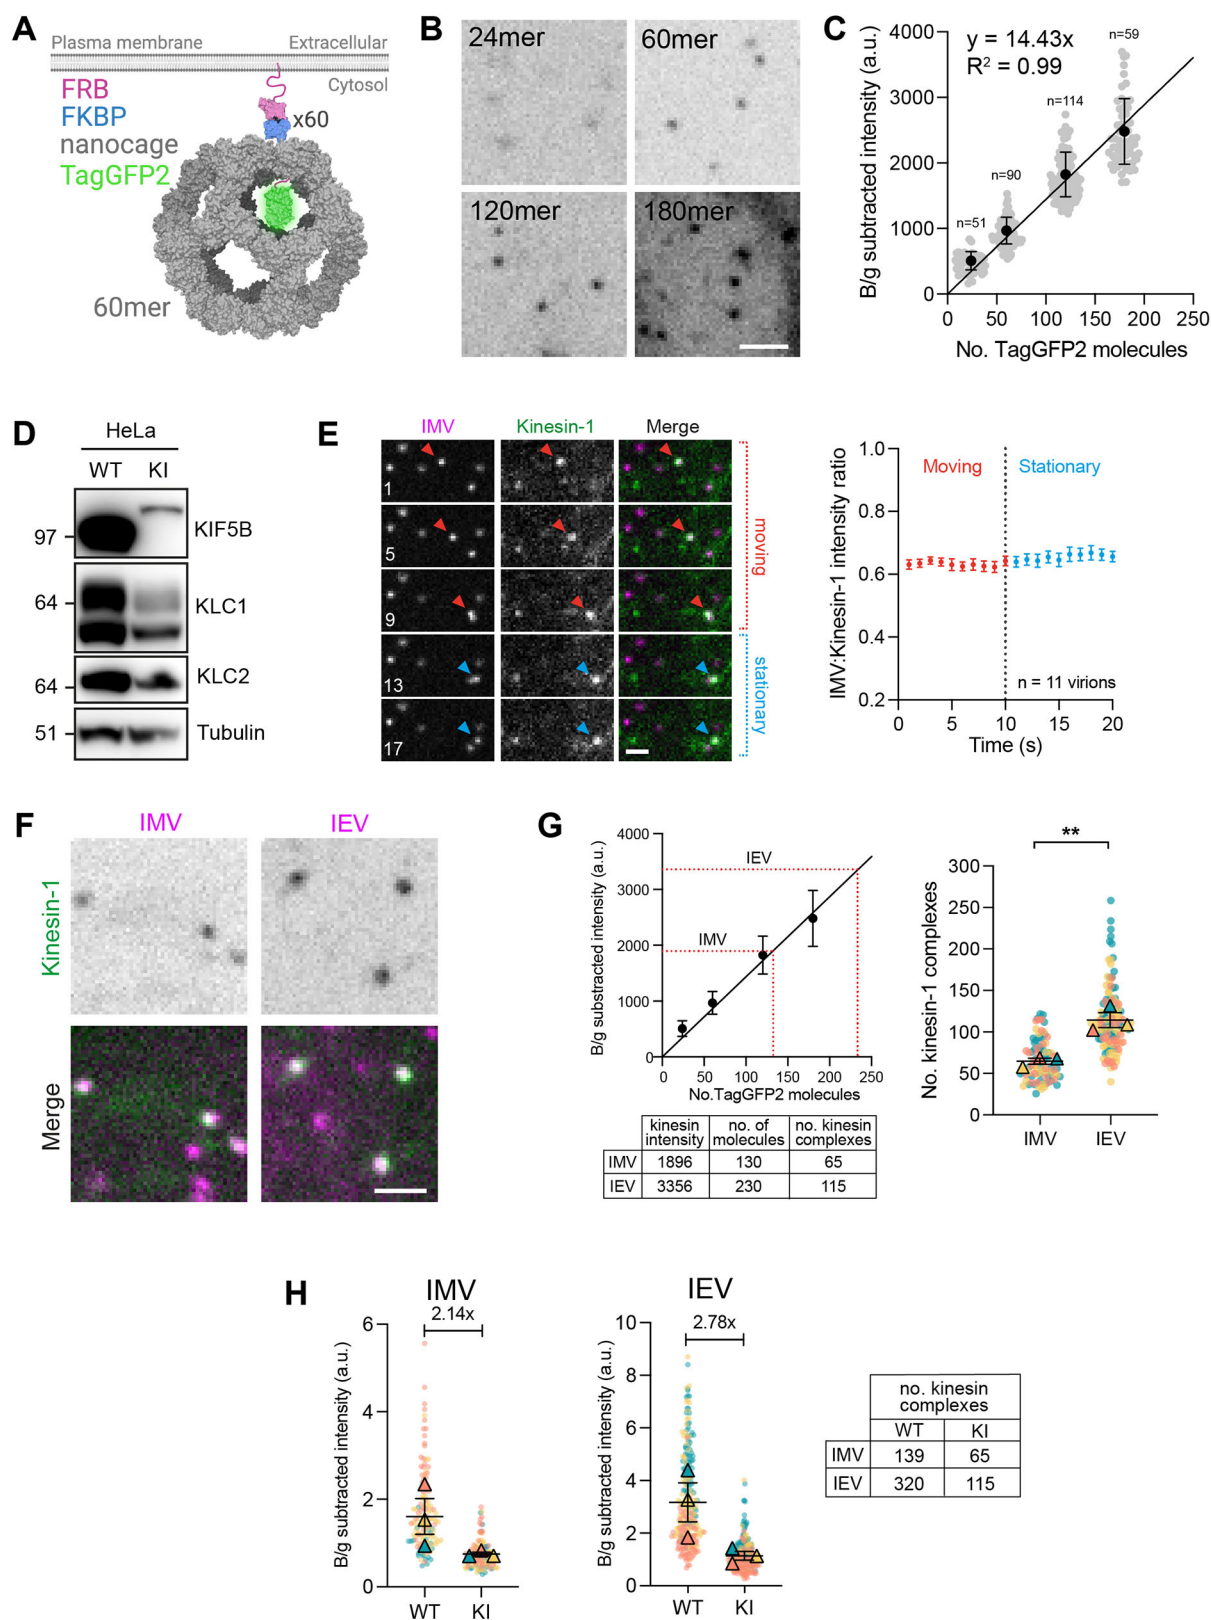 A
Plasma membrane
Extracellular
Cytosol
FRB
FKBP
x60
nanocage
TagGFP2
60mer
B
24mer
60mer
120mer
180mer
C
y = 14.43x
R² = 0.99
B/g subtracted intensity (a.u.)
4000
3000
2000
1000
0
n=51
n=90
n=114
n=59
0
50
100
150
200
250
No. TagGFP2 molecules
D
HeLa
WT
KI
97
KIF5B
64
KLC1
64
KLC2
51
Tubulin
E
IMV
Kinesin-1
Merge
1
5
9
13
17
moving
stationary
IMV:Kinesin-1 intensity ratio
1.0
0.8
0.6
0.4
0.2
Moving
Stationary
n = 11 virions
0
5
10
15
20
Time (s)
F
IMV
IEV
Kinesin-1
Merge
G
B/g substracted intensity (a.u.)
4000
3000
2000
1000
0
IEV
IMV
0
50
100
150
200
250
No.TagGFP2 molecules
kinesin intensity
no. of molecules
no. kinesin complexes
IMV 1896 130 65
IEV 3356 230 115
No. kinesin-1 complexes
300
250
200
150
100
50
0
**
IMV
IEV
H
IMV
2.14x
B/g subtracted intensity (a.u.)
6
4
2
0
WT
KI
IEV
2.78x
B/g subtracted intensity (a.u.)
10
8
6
4
2
0
WT
KI
no. kinesin
complexes
WT KI
IMV 139 65
IEV 320 115